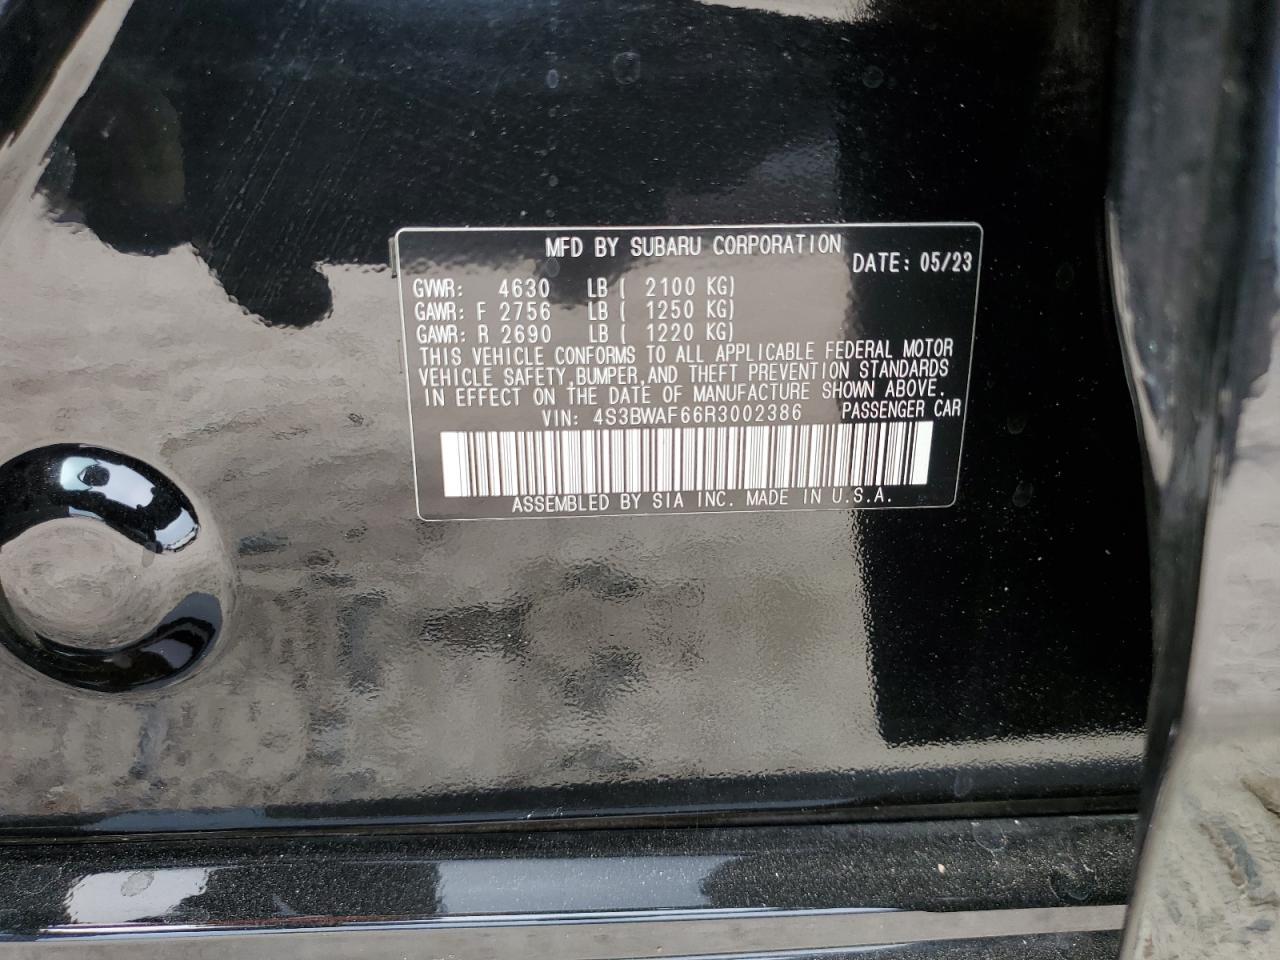 MFD BY SUBARU CORPORATION
DATE: 05/23
GVWR: 4630 LB ( 2100 KG)
GAWR: F 2756 LB ( 1250 KG)
GAWR: R 2690 LB ( 1220 KG)
THIS VEHICLE CONFORMS TO ALL APPLICABLE FEDERAL MOTOR
VEHICLE SAFETY,BUMPER,AND THEFT PREVENTION STANDARDS
IN EFFECT ON THE DATE OF MANUFACTURE SHOWN ABOVE.
VIN: 4S3BWAF66R3002386 PASSENGER CAR
ASSEMBLED BY SIA INC. MADE IN U.S.A.